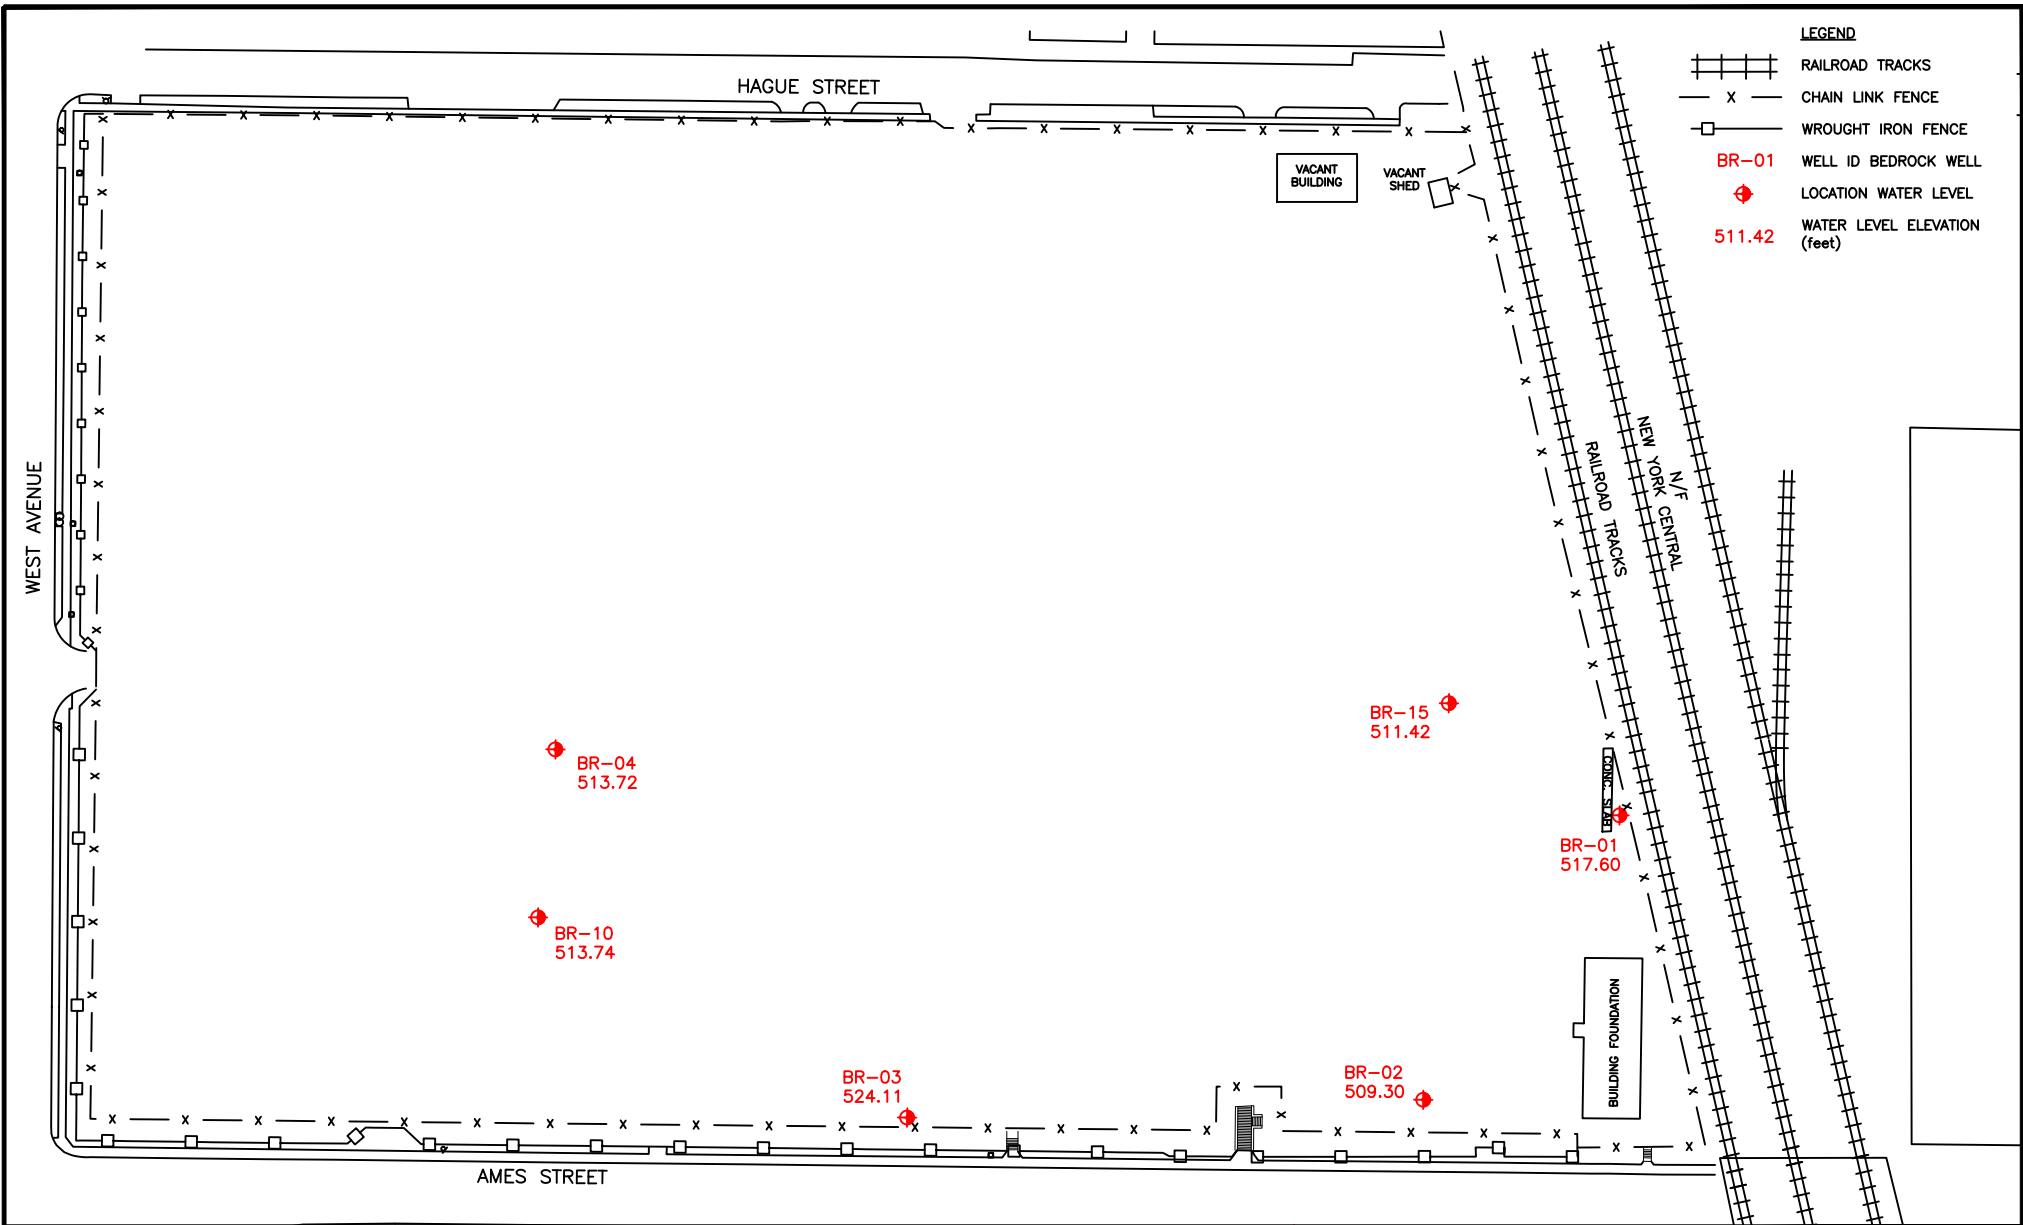 LEGEND
RAILROAD TRACKS
X CHAIN LINK FENCE
WROUGHT IRON FENCE
BR-01 WELL ID BEDROCK WELL
LOCATION WATER LEVEL
511.42 WATER LEVEL ELEVATION
(feet)
HAGUE STREET
VACANT
BUILDING
VACANT
SHED
WEST AVENUE
RAILROAD TRACKS
N/F
NEW YORK CENTRAL
BR-15
511.42
BR-04
513.72
CONC. SLAB
BR-01
517.60
BR-10
513.74
BUILDING FOUNDATION
BR-03
524.11
BR-02
509.30
AMES STREET